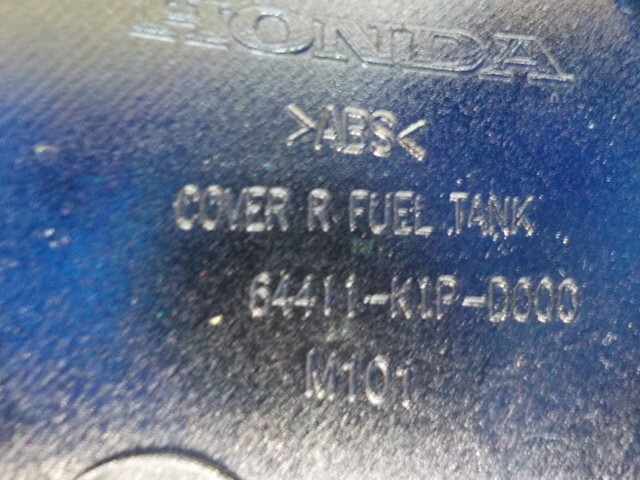 HONDA
>ABS<
COVER R FUEL TANK
64411-K1P-D000
M101